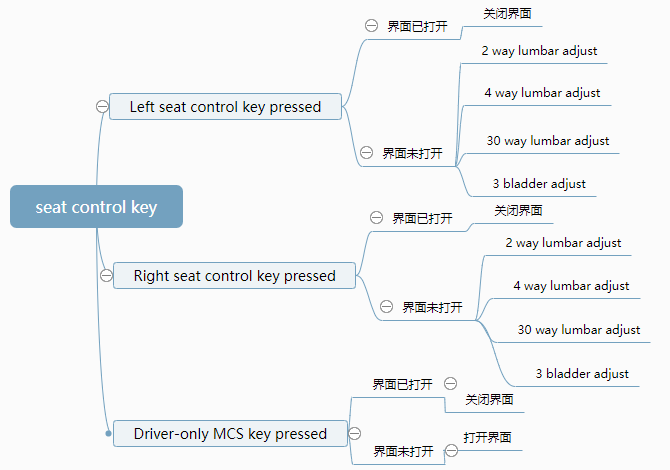 seat control key
Left seat control key pressed
界面已打开
关闭界面
界面未打开
2 way lumbar adjust
4 way lumbar adjust
30 way lumbar adjust
3 bladder adjust
Right seat control key pressed
界面已打开
关闭界面
界面未打开
2 way lumbar adjust
4 way lumbar adjust
30 way lumbar adjust
3 bladder adjust
Driver-only MCS key pressed
界面已打开
关闭界面
界面未打开
打开界面